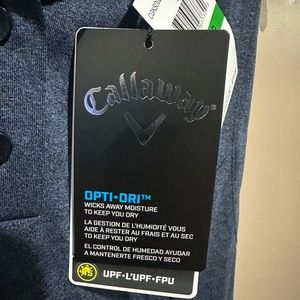 Callaway
OPTI-DRI™
WICKS AWAY MOISTURE
TO KEEP YOU DRY
LA GESTION DE L'HUMIDITÉ VOUS
AIDE À RESTER AU FRAIS ET AU SEC
TO KEEP YOU DRY
EL CONTROL DE HUMEDAD AYUDAR
A MANTENERTE FRESCO Y SECO
UPF•L'UPF•FPU